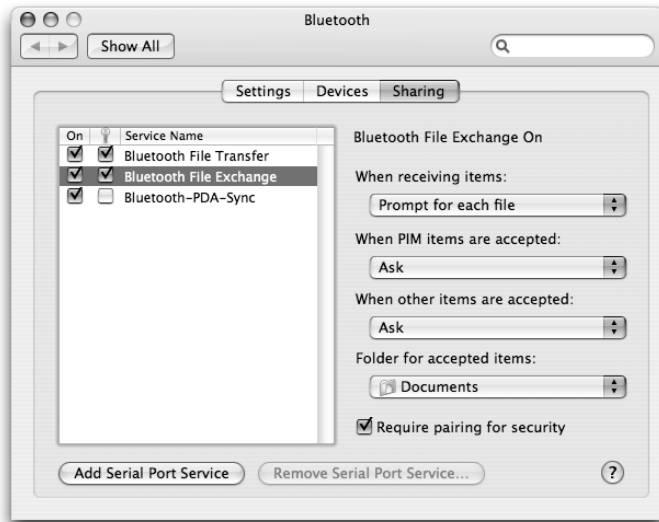 Bluetooth
Show All
Settings Devices Sharing
On Service Name
Bluetooth File Transfer
Bluetooth File Exchange
Bluetooth-PDA-Sync
Bluetooth File Exchange On
When receiving items:
Prompt for each file
When PIM items are accepted:
Ask
When other items are accepted:
Ask
Folder for accepted items:
Documents
Require pairing for security
Add Serial Port Service Remove Serial Port Service... ?